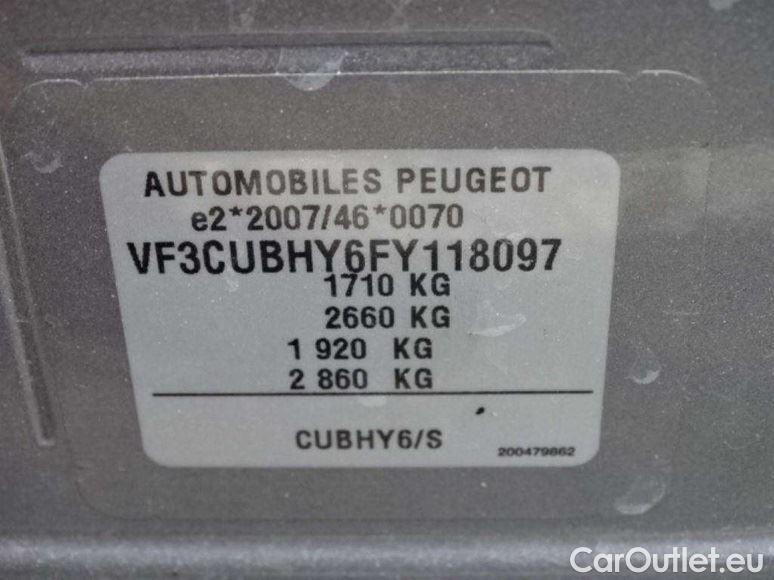 AUTOMOBILES PEUGEOT
e2*2007/46*0070
VF3CUBHY6FY118097
1710 KG
2660 KG
1 920 KG
2 860 KG
CUBHY6/S
200479862
CarOutlet.eu